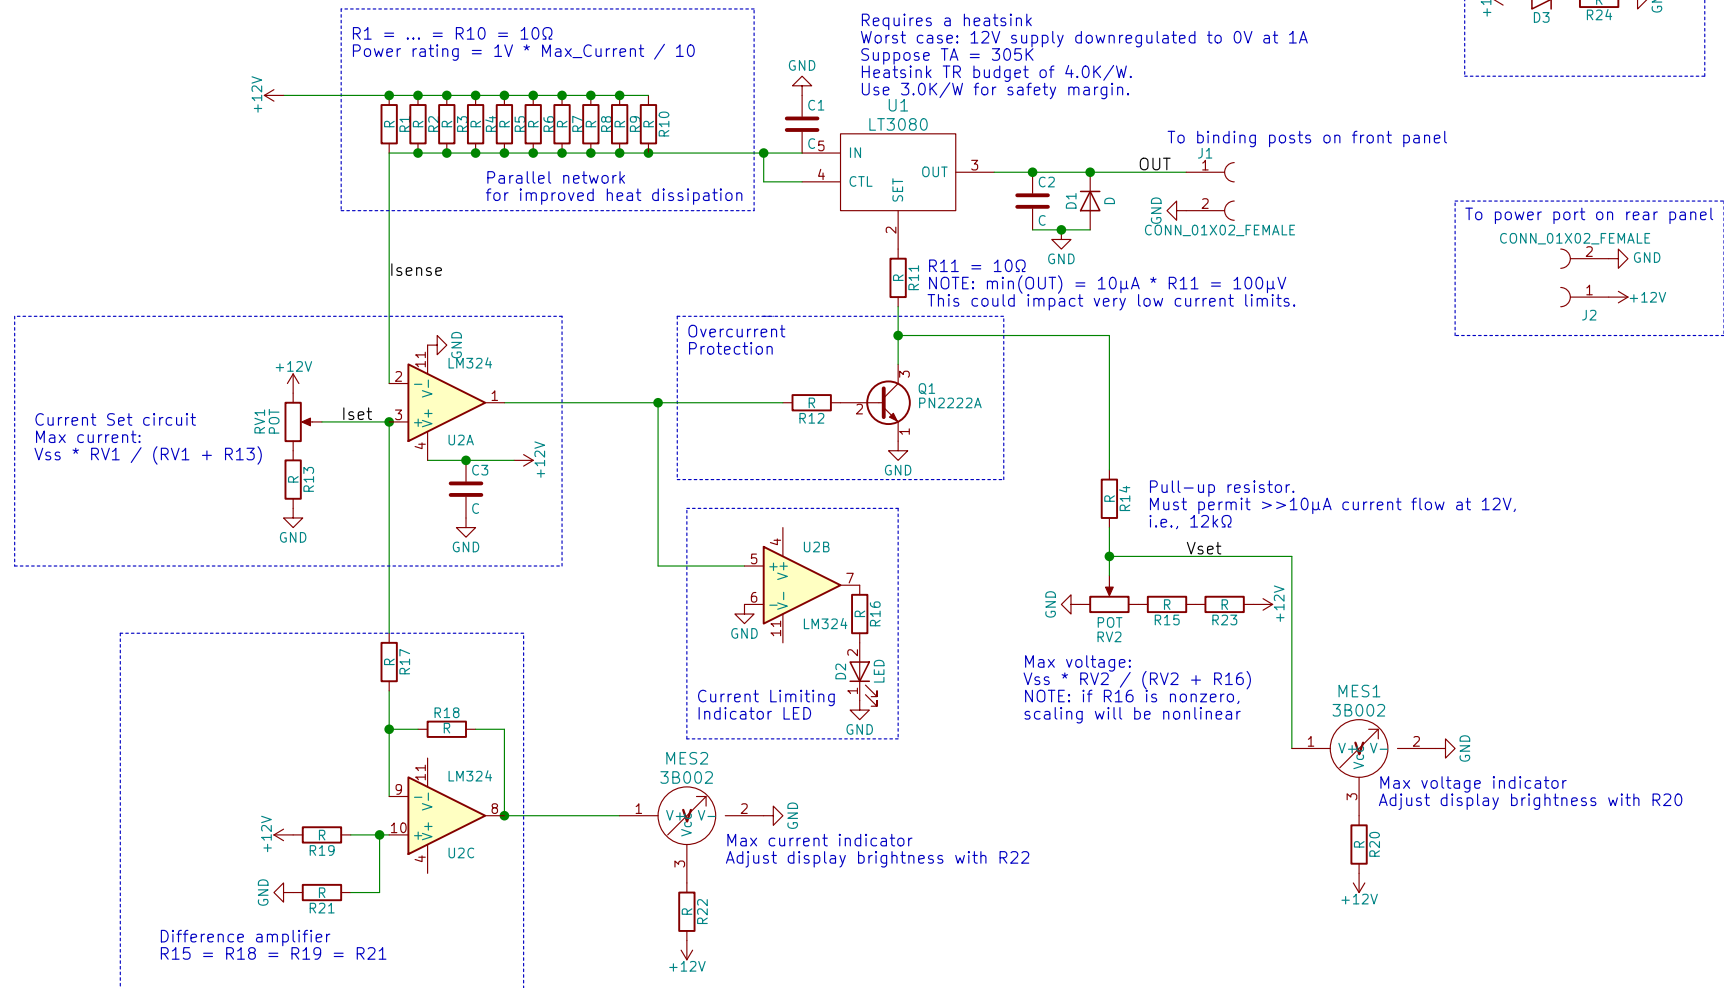 R1 = ... = R10 = 10Ω
Power rating = 1V * Max_Current / 10
+12V
R
R1
R
R2
R
R3
R
R4
R
R5
R
R6
R
R7
R
R8
R
R9
R
R10
Parallel network
for improved heat dissipation
Isense
Requires a heatsink
Worst case: 12V supply downregulated to 0V at 1A
Suppose TA = 305K
Heatsink TR budget of 4.0K/W.
Use 3.0K/W for safety margin.
GND
C1
C
U1
LT3080
5
IN
4
CTL
OUT
3
SET
2
To binding posts on front panel
J1
OUT
1
GND
2
CONN_01X02_FEMALE
C2
C
D1
D
GND
R
R11
R11 = 10Ω
NOTE: min(OUT) = 10µA * R11 = 100µV
This could impact very low current limits.
+12V
D3
R
R24
GND
To power port on rear panel
CONN_01X02_FEMALE
2
GND
1
+12V
J2
Current Set circuit
Max current:
Vss * RV1 / (RV1 + R13)
+12V
RV1
POT
Iset
R
R13
GND
GND
11
LM324
2
3
V-
V+
1
4
U2A
+12V
C3
C
GND
Overcurrent
Protection
R
R12
2
3
1
Q1
PN2222A
GND
R
R14
Pull-up resistor.
Must permit >>10µA current flow at 12V,
i.e., 12kΩ
Vset
GND
POT
RV2
R
R15
R
R23
+12V
Max voltage:
Vss * RV2 / (RV2 + R16)
NOTE: if R16 is nonzero,
scaling will be nonlinear
4
U2B
5
V+
6
V-
7
11
LM324
GND
R
R16
D2
2
1
LED
GND
Current Limiting
Indicator LED
R
R17
R18
R
11
LM324
9
V-
10
V+
8
4
U2C
+12V
R
R19
GND
R
R21
Difference amplifier
R15 = R18 = R19 = R21
MES2
3B002
1
V+
V
V-
Vcc
2
GND
3
Max current indicator
Adjust display brightness with R22
R
R22
+12V
MES1
3B002
1
V+
V
V-
Vcc
2
GND
3
Max voltage indicator
Adjust display brightness with R20
R
R20
+12V